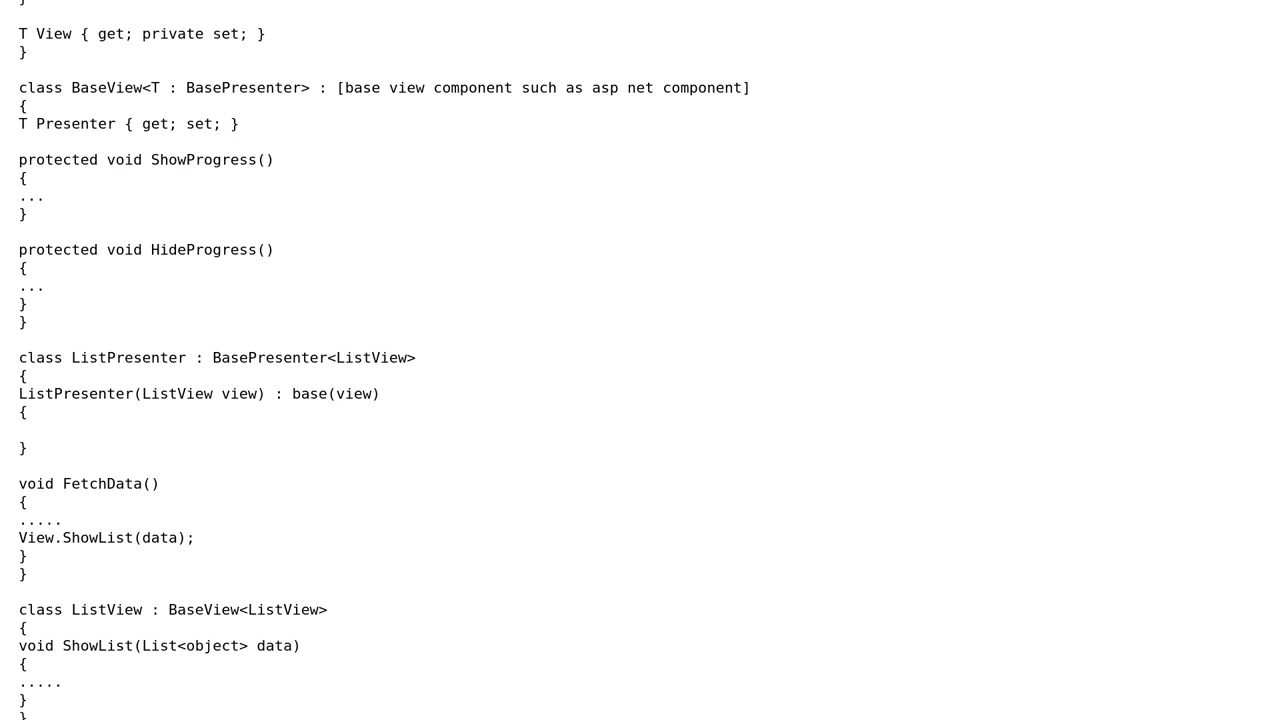 }
T View { get; private set; }
}
class BaseView<T : BasePresenter> : [base view component such as asp net component]
{
T Presenter { get; set; }
protected void ShowProgress()
{
...
}
protected void HideProgress()
{
...
}
}
class ListPresenter : BasePresenter<ListView>
{
ListPresenter(ListView view) : base(view)
{
}
void FetchData()
{
.....
View.ShowList(data);
}
}
class ListView : BaseView<ListView>
{
void ShowList(List<object> data)
{
.....
}
}